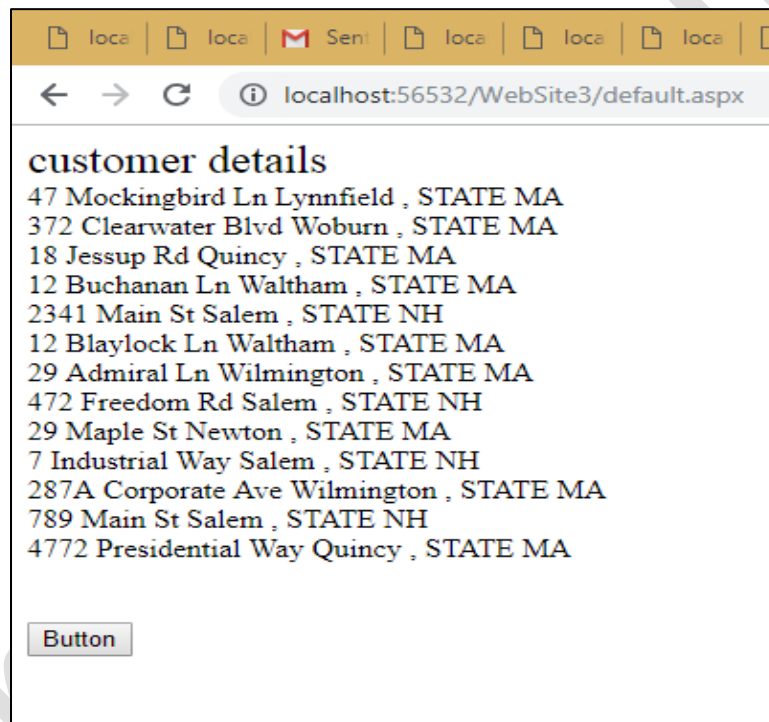 loca loca Sent loca loca loca
localhost:56532/WebSite3/default.aspx
customer details
47 Mockingbird Ln Lynnfield , STATE MA
372 Clearwater Blvd Woburn , STATE MA
18 Jessup Rd Quincy , STATE MA
12 Buchanan Ln Waltham , STATE MA
2341 Main St Salem , STATE NH
12 Blaylock Ln Waltham , STATE MA
29 Admiral Ln Wilmington , STATE MA
472 Freedom Rd Salem , STATE NH
29 Maple St Newton , STATE MA
7 Industrial Way Salem , STATE NH
287A Corporate Ave Wilmington , STATE MA
789 Main St Salem , STATE NH
4772 Presidential Way Quincy , STATE MA
Button